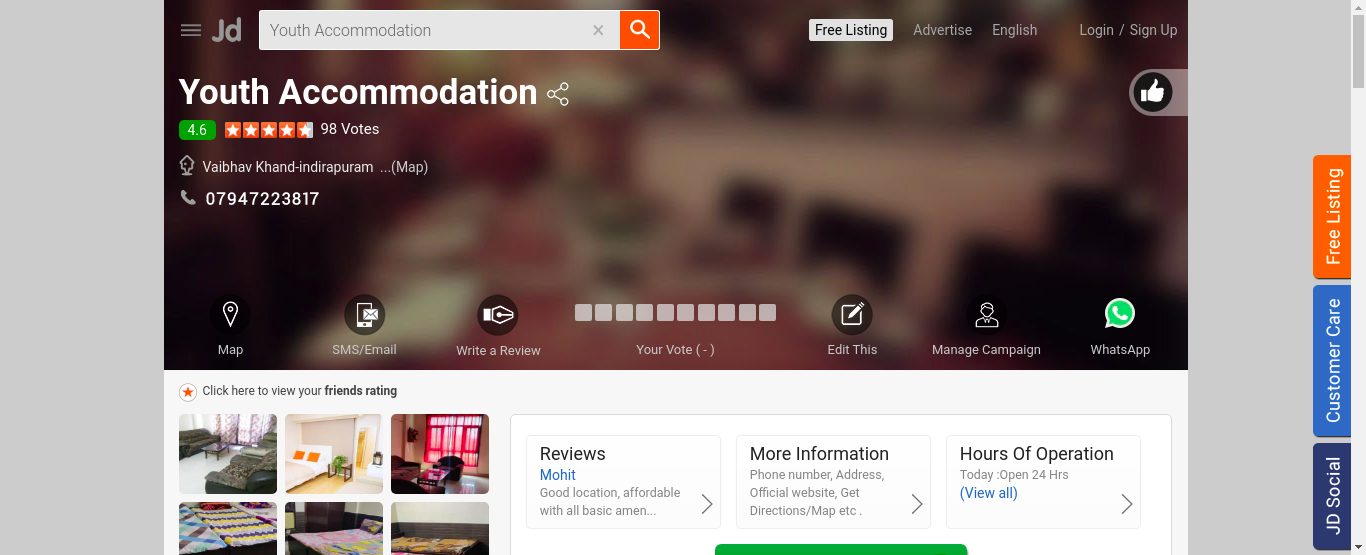 Jd
Youth Accommodation
Free Listing
Advertise
English
Login / Sign Up
Youth Accommodation
4.6
98 Votes
Vaibhav Khand-indirapuram ...(Map)
07947223817
Map
SMS/Email
Write a Review
Your Vote ( - )
Edit This
Manage Campaign
WhatsApp
Click here to view your friends rating
Reviews
Mohit
Good location, affordable
with all basic amen...
More Information
Phone number, Address,
Official website, Get
Directions/Map etc .
Hours Of Operation
Today :Open 24 Hrs
(View all)
Free Listing
Customer Care
JD Social